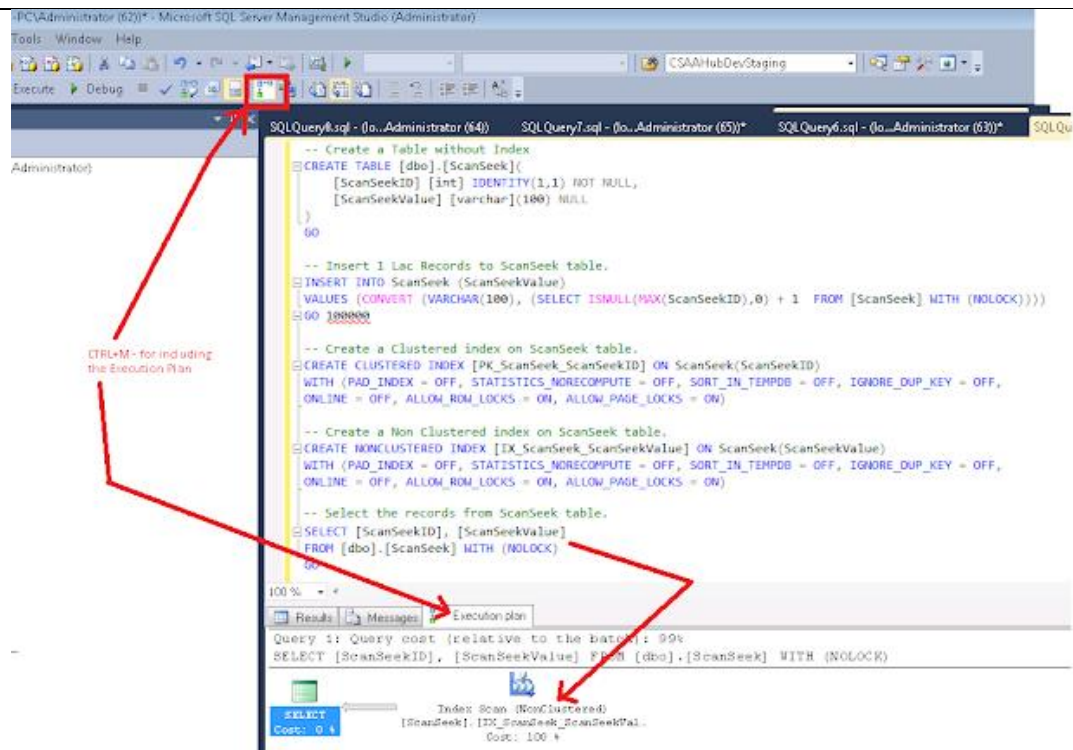 -PC\Administrator (62))* - Microsoft SQL Server Management Studio (Administrator)
Tools Window Help
CSAAHubDevStaging
Execute Debug
SQLQuery8.sql - (lo...Administrator (64)) SQLQuery7.sql - (lo...Administrator (65))* SQLQuery6.sql - (lo...Administrator (63))* SQLQu
Administrator)
-- Create a Table without Index
CREATE TABLE [dbo].[ScanSeek](
[ScanSeekID] [int] IDENTITY(1,1) NOT NULL,
[ScanSeekValue] [varchar](100) NULL
)
GO
-- Insert 1 Lac Records to ScanSeek table.
INSERT INTO ScanSeek (ScanSeekValue)
VALUES (CONVERT (VARCHAR(100), (SELECT ISNULL(MAX(ScanSeekID),0) + 1 FROM [ScanSeek] WITH (NOLOCK))))
GO 100000
CTRL+M - for including
the Execution Plan
-- Create a Clustered index on ScanSeek table.
CREATE CLUSTERED INDEX [PK_ScanSeek_ScanSeekID] ON ScanSeek(ScanSeekID)
WITH (PAD_INDEX = OFF, STATISTICS_NORECOMPUTE = OFF, SORT_IN_TEMPDB = OFF, IGNORE_DUP_KEY = OFF,
ONLINE = OFF, ALLOW_ROW_LOCKS = ON, ALLOW_PAGE_LOCKS = ON)
-- Create a Non Clustered index on ScanSeek table.
CREATE NONCLUSTERED INDEX [IX_ScanSeek_ScanSeekValue] ON ScanSeek(ScanSeekValue)
WITH (PAD_INDEX = OFF, STATISTICS_NORECOMPUTE = OFF, SORT_IN_TEMPDB = OFF, IGNORE_DUP_KEY = OFF,
ONLINE = OFF, ALLOW_ROW_LOCKS = ON, ALLOW_PAGE_LOCKS = ON)
-- Select the records from ScanSeek table.
SELECT [ScanSeekID], [ScanSeekValue]
FROM [dbo].[ScanSeek] WITH (NOLOCK)
GO
100 %
Results Messages Execution plan
Query 1: Query cost (relative to the batch): 99%
SELECT [ScanSeekID], [ScanSeekValue] FROM [dbo].[ScanSeek] WITH (NOLOCK)
SELECT
Cost: 0 %
Index Scan (NonClustered)
[ScanSeek].[IX_ScanSeek_ScanSeekVal…
Cost: 100 %